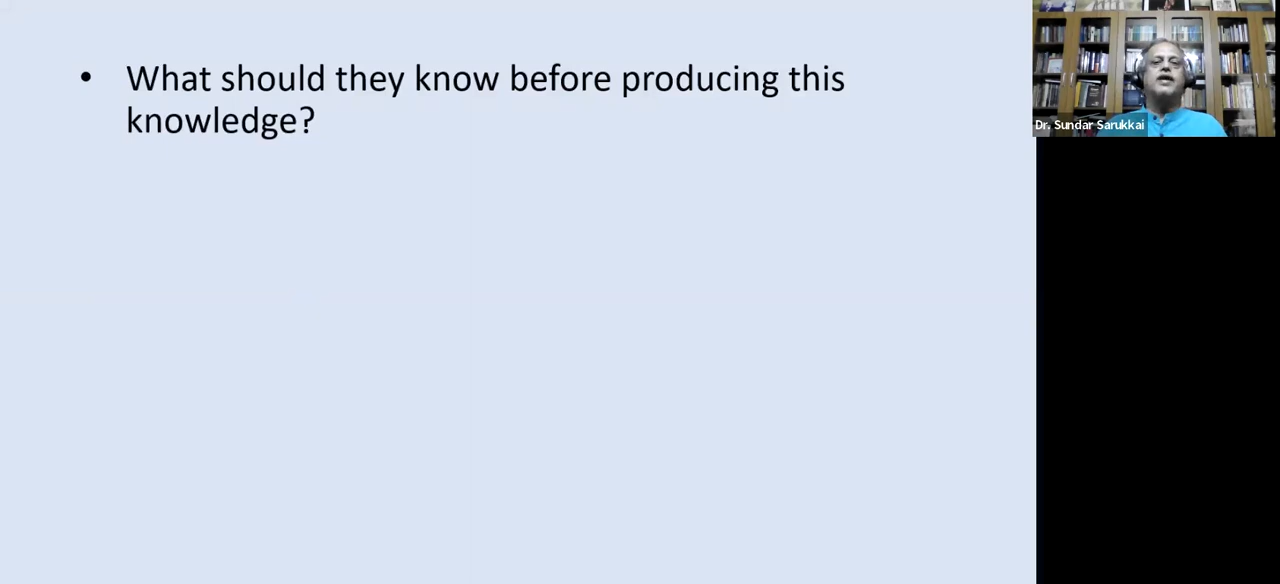 • What should they know before producing this
knowledge?
Dr. Sundar Sarukkai